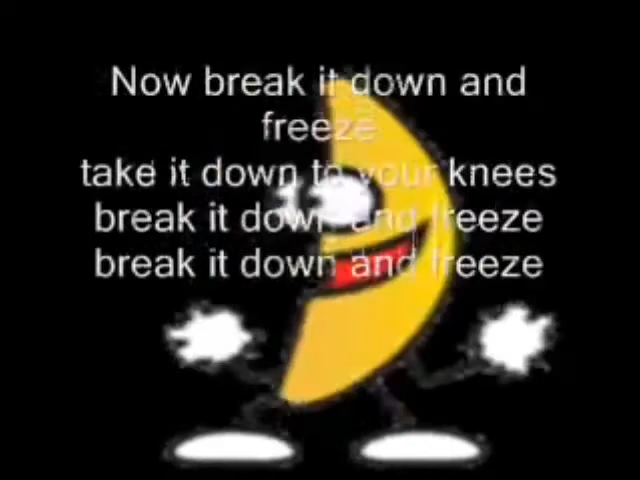 Now break it down and
freeze
take it down to your knees
break it down and freeze
break it down and freeze